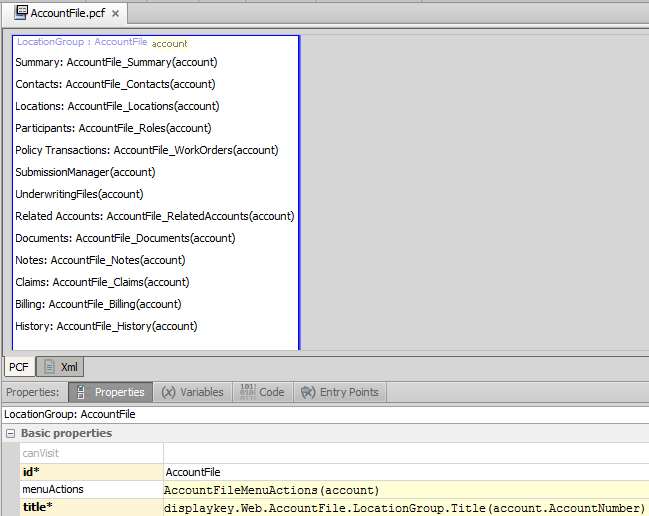 AccountFile.pcf
LocationGroup : AccountFile account
Summary: AccountFile_Summary(account)
Contacts: AccountFile_Contacts(account)
Locations: AccountFile_Locations(account)
Participants: AccountFile_Roles(account)
Policy Transactions: AccountFile_WorkOrders(account)
SubmissionManager(account)
UnderwritingFiles(account)
Related Accounts: AccountFile_RelatedAccounts(account)
Documents: AccountFile_Documents(account)
Notes: AccountFile_Notes(account)
Claims: AccountFile_Claims(account)
Billing: AccountFile_Billing(account)
History: AccountFile_History(account)
PCF Xml
Properties: Properties (x) Variables Code Entry Points
LocationGroup: AccountFile
Basic properties
canVisit
id* AccountFile
menuActions AccountFileMenuActions(account)
title* displaykey.Web.AccountFile.LocationGroup.Title(account.AccountNumber)